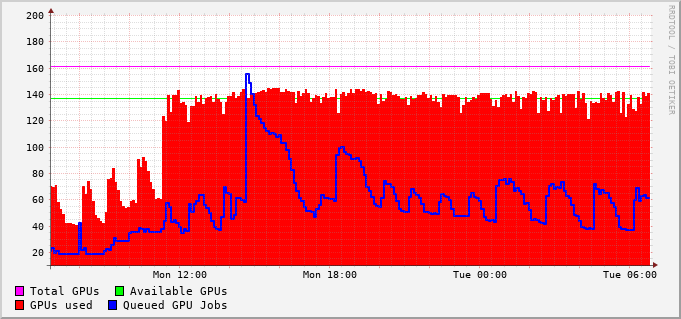 200
180
160
140
120
100
80
60
40
20
Mon 12:00 Mon 18:00 Tue 00:00 Tue 06:00
Total GPUs Available GPUs
GPUs used Queued GPU Jobs
RRDTOOL / TOBI OETIKER